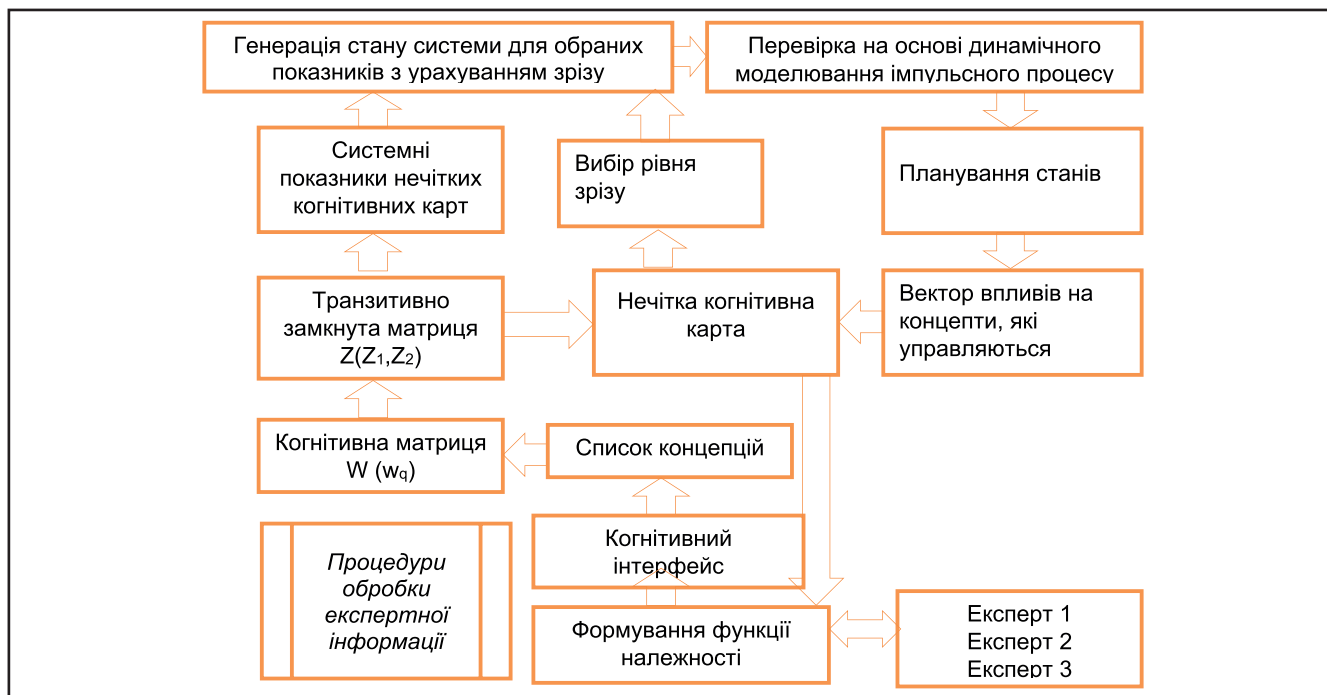 Генерація стану системи для обраних
показників з урахуванням зрізу
Перевірка на основі динамічного
моделювання імпульсного процесу
Системні
показники нечітких
когнітивних карт
Вибір рівня
зрізу
Планування станів
Транзитивно
замкнута матриця
Z(Z₁,Z₂)
Нечітка когнітивна
карта
Вектор впливів на
концепти, які
управляються
Когнітивна матриця
W (wq)
Список концепцій
Процедури
обробки
експертної
інформації
Когнітивний
інтерфейс
Формування функції
належності
Експерт 1
Експерт 2
Експерт 3